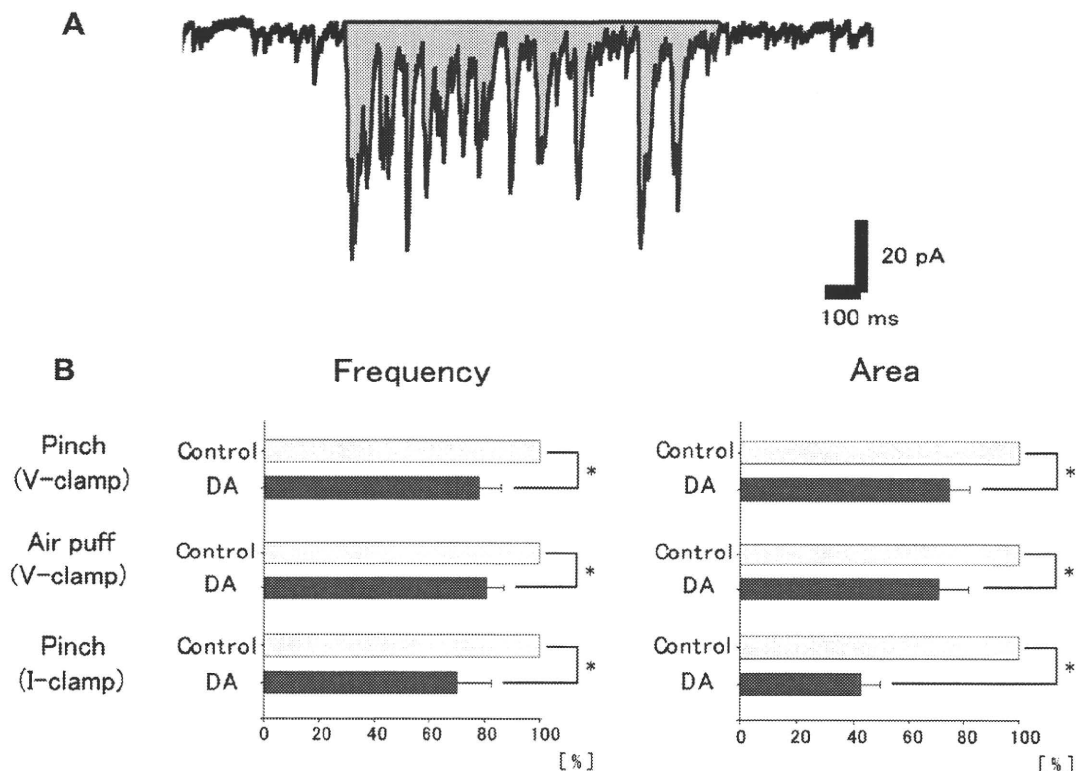 A
20 pA
100 ms
B
Frequency
Area
Pinch
(V-clamp)
Control
DA
*
Control
DA
*
Air puff
(V-clamp)
Control
DA
*
Control
DA
*
Pinch
(I-clamp)
Control
DA
*
Control
DA
*
0 20 40 60 80 100
[%]
0 20 40 60 80 100
[%]